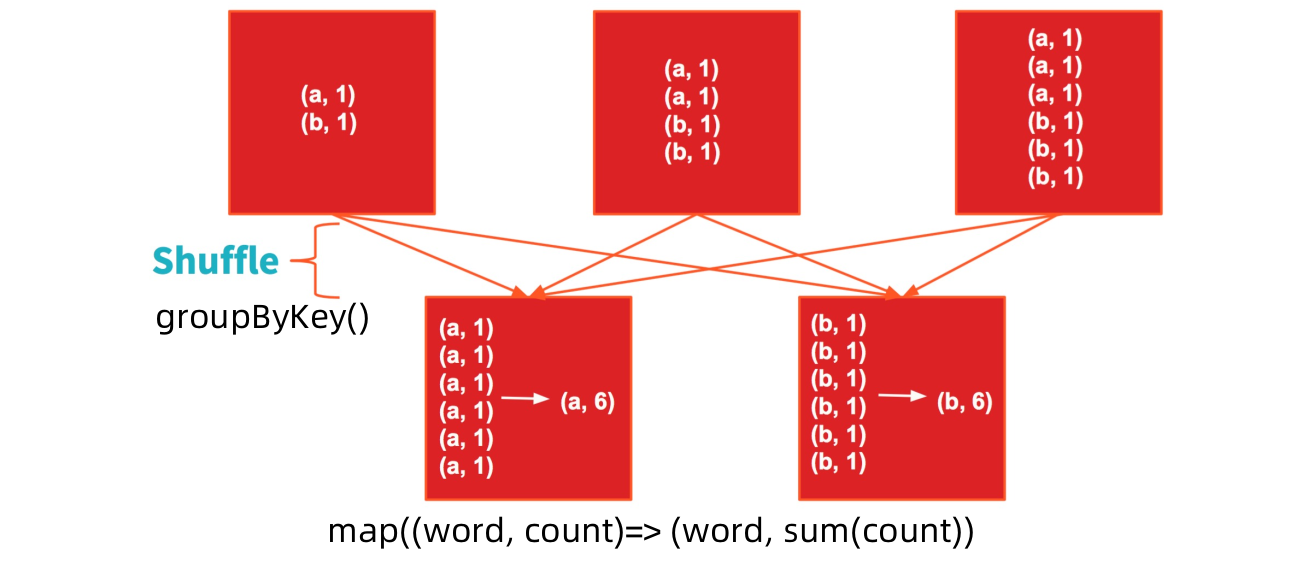 (a, 1)
(b, 1)
(a, 1)
(a, 1)
(b, 1)
(b, 1)
(a, 1)
(a, 1)
(a, 1)
(b, 1)
(b, 1)
(b, 1)
Shuffle
groupByKey()
(a, 1)
(a, 1)
(a, 1)
(a, 1)
(a, 1)
(a, 1)
(a, 6)
(b, 1)
(b, 1)
(b, 1)
(b, 1)
(b, 1)
(b, 1)
(b, 6)
map((word, count)=> (word, sum(count))